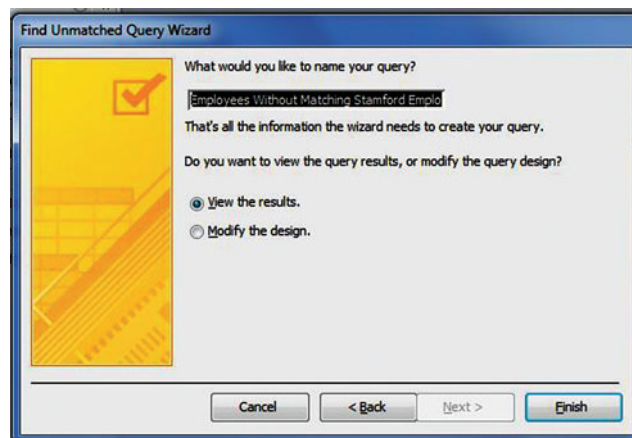 Find Unmatched Query Wizard
What would you like to name your query?
Employees Without Matching Stamford Emplo
That's all the information the wizard needs to create your query.
Do you want to view the query results, or modify the query design?
View the results.
Modify the design.
Cancel
< Back
Next >
Finish